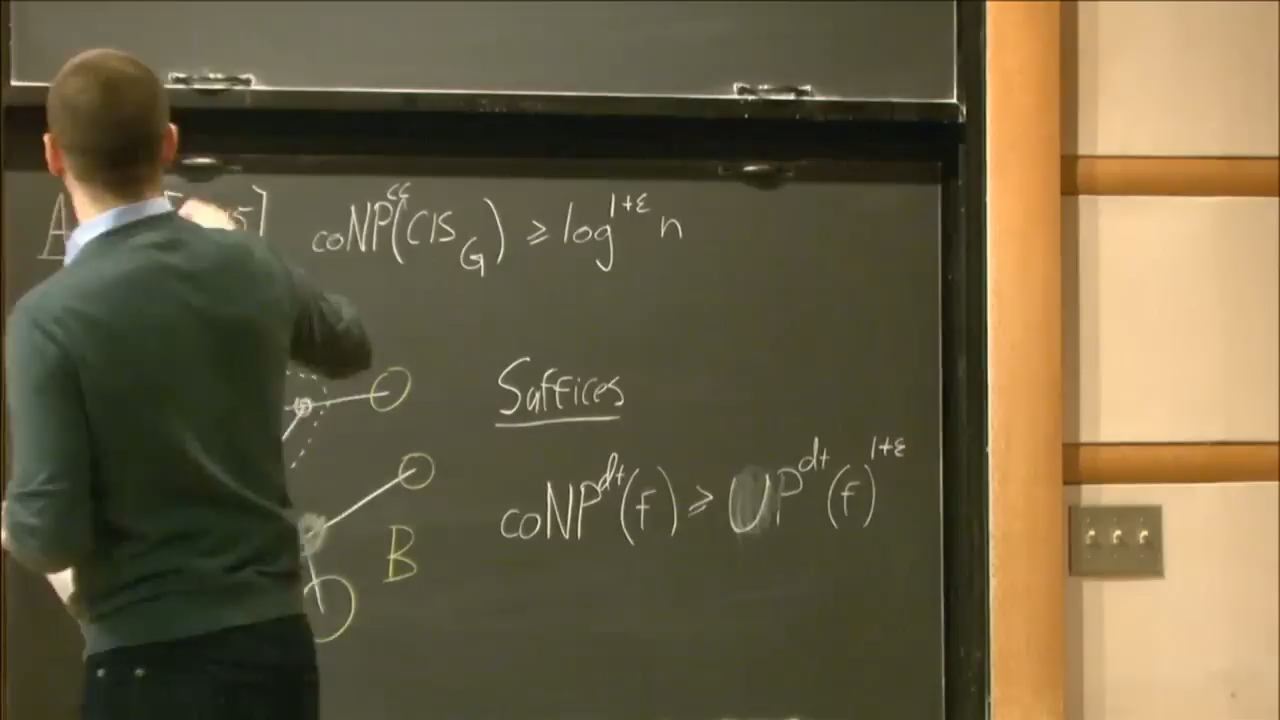 coNP^cc(CIS_G) ≥ log^{1+ε} n
Suffices
coNP^dt(f) ≥ UP^dt(f)^{1+ε}
B